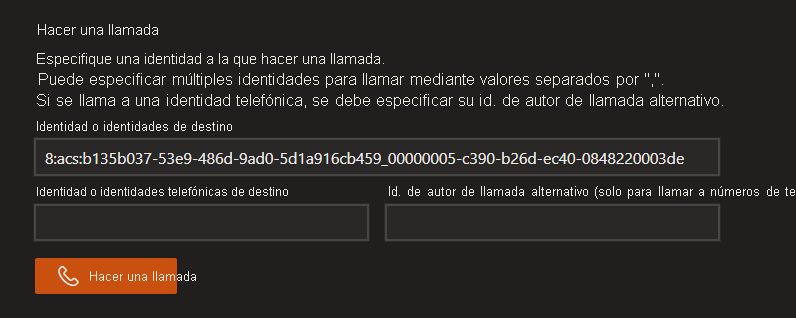 Hacer una llamada
Especifique una identidad a la que hacer una llamada.
Puede especificar múltiples identidades para llamar mediante valores separados por ",".
Si se llama a una identidad telefónica, se debe especificar su id. de autor de llamada alternativo.
Identidad o identidades de destino
8:acs:b135b037-53e9-486d-9ad0-5d1a916cb459_00000005-c390-b26d-ec40-0848220003de
Identidad o identidades telefónicas de destino
Id. de autor de llamada alternativo (solo para llamar a números de te
Hacer una llamada